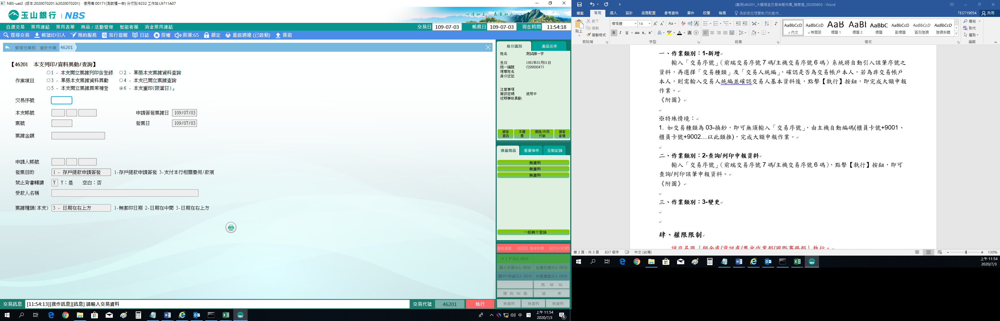 NBS-uat2 (版本:2020070201.b2020070201) 使用者:00171(測試櫃一幸) 分行別:9232 工作站:L9711A07
玉山銀行 | NBS
心清如玉 義重如山
自選交易 常用連結 常用表單 商品/活動管理 智能客服 消金常用連結
交易日 109-07-03 帳務日 109-07-03 現在時間 11:54:18
搜尋交易 帳號ID引入 預約服務 蒞行提醒 日誌 授權 廣播:65 鎖定 重啟週邊(已啟動) 簽退
管理性業務 會計作業 46201
【46201 本支列印/資料異動/查詢】
作業項目
1 - 本支開立票據列印含登錄 2 - 單張本支票據資料查詢
3 - 單張本支票據資料異動 4 - 本支已開立票據查詢
5 - 本支開立票據異常補登 6 - 本支重印(限當日)」
交易序號
本支帳號 申請簽發票據日 109/07/03
票號 發票日 109/07/03
票據金額
申請人帳號
發票目的 1 - 存戶提款申請簽發 1-存戶提款申請簽發 3-支付本行相關費用/款項
禁止背書轉讓 Y Y：是 空白：否
受款人名稱
票據種類(本支) 3 - 日期在右上方 1-無套印日期 2-日期在中間 3-日期在右上方
交易訊息 [11:54:13][操作訊息][訊息] 請輸入交易資料 交易代號 46201 執行
身分識別 產品往來
姓名 測試顏一宇
生日 1981年01月01日
統一編號 C299000473
理專姓名
身分註記
注意事項
簡訊密碼 使用中
近期事故異動
顧客資訊 手續費 通路/共同行銷 顧客影像
推薦商品 重要事件 互動記錄
無資料
無資料
無資料
一般轉介登錄
服務號碼： 0000 等候時間： 00分00秒
ＶＩＰ:0人 00分
個人交易:0人 00分 企業交易:0人 00分
開戶/申請:0人 00分 外匯業務:0人 00分
再 呼 叫
預 約 叫 號 結 束
無資料 無資料 無資料
中
上午 11:54
2020/7/3
6
(範例)46301_大額現金交易申報作業_陳菀儀_20200803 - Word
檔案 常用 插入 設計 版面配置 參考資料 郵件 校閱 檢視 告訴我您想要執行的動作... TEST19054 共用
貼上 剪下 複製 複製格式
標楷體 14
AaBbCcD AaBbCcD AaB AaBl AaBbC AaBbCcD AaBbCcD AaBbCcD
內文 無間距 標題 1 標題 2 標題 副標題 區別強調 強調斜體
尋找 取代 選取
剪貼簿 字型 段落 樣式 編輯
一、作業類別：1-新增
輸入「交易序號」（前端交易序號 7 碼/主機交易序號 6 碼）系統將自動引入該筆序號之
資料，再選擇「交易種類」及「交易人統編」，確認是否為交易帳戶本人，若為非交易帳戶
本人，則需輸入交易人統編並確認交易人基本資料後，點擊【執行】按鈕，即完成大額申報
作業。
《附圖》
※特殊情境：
1. 如交易種類為 03-換鈔，即可無須輸入「交易序號」，由主機自動編碼(櫃員卡號+9001、
櫃員卡號+9002…以此類推)，完成大額申報作業。
二、作業類別：2-查詢/列印申報資料
輸入「交易序號」（前端交易序號 7 碼/主機交易序號 6 碼），點擊【執行】按鈕，即可
查詢/列印該筆申報資料。
《附圖》
三、作業類別：3-變更
肆、權限限制
該交易限｛個金處/資訊處/集中作業部/國際事務部｝執行。
第 2 頁，共 3 頁 837 個字 中文 (台灣) 130%
上午 11:54
2020/7/3